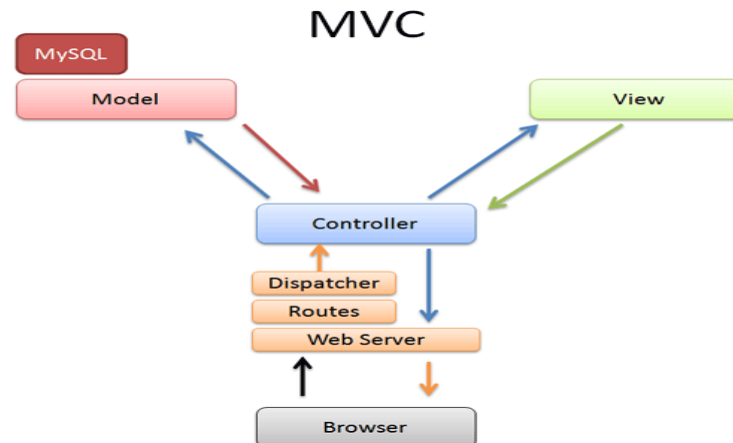 MVC
MySQL
Model
View
Controller
Dispatcher
Routes
Web Server
Browser